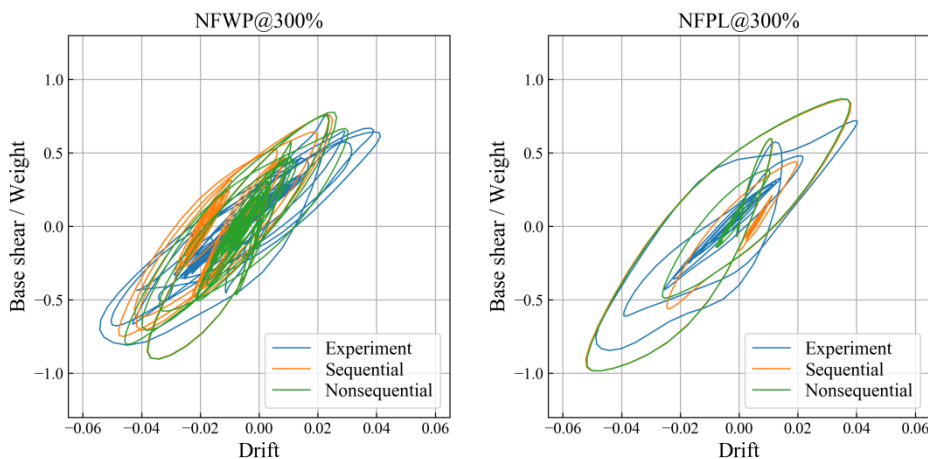 NFWP@300%
1.0
0.5
0.0
−0.5
−1.0
Base shear / Weight
Experiment
Sequential
Nonsequential
−0.06 −0.04 −0.02 0.00 0.02 0.04 0.06
Drift
NFPL@300%
1.0
0.5
0.0
−0.5
−1.0
Base shear / Weight
Experiment
Sequential
Nonsequential
−0.06 −0.04 −0.02 0.00 0.02 0.04 0.06
Drift